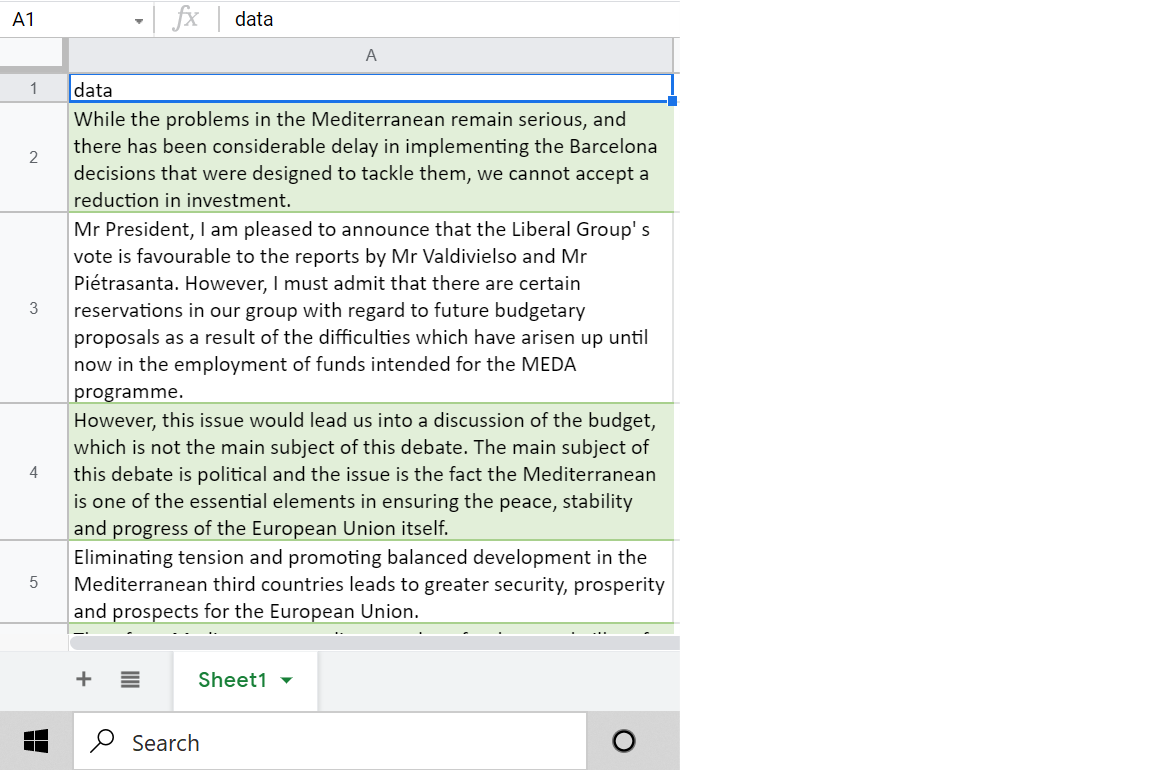 A1 fx data
A
1 data
While the problems in the Mediterranean remain serious, and
there has been considerable delay in implementing the Barcelona
2
decisions that were designed to tackle them, we cannot accept a
reduction in investment.
Mr President, I am pleased to announce that the Liberal Group' s
vote is favourable to the reports by Mr Valdivielso and Mr
Piétrasanta. However, I must admit that there are certain
3 reservations in our group with regard to future budgetary
proposals as a result of the difficulties which have arisen up until
now in the employment of funds intended for the MEDA
programme.
However, this issue would lead us into a discussion of the budget,
which is not the main subject of this debate. The main subject of
4 this debate is political and the issue is the fact the Mediterranean
is one of the essential elements in ensuring the peace, stability
and progress of the European Union itself.
Eliminating tension and promoting balanced development in the
5 Mediterranean third countries leads to greater security, prosperity
and prospects for the European Union.
Sheet1
Search